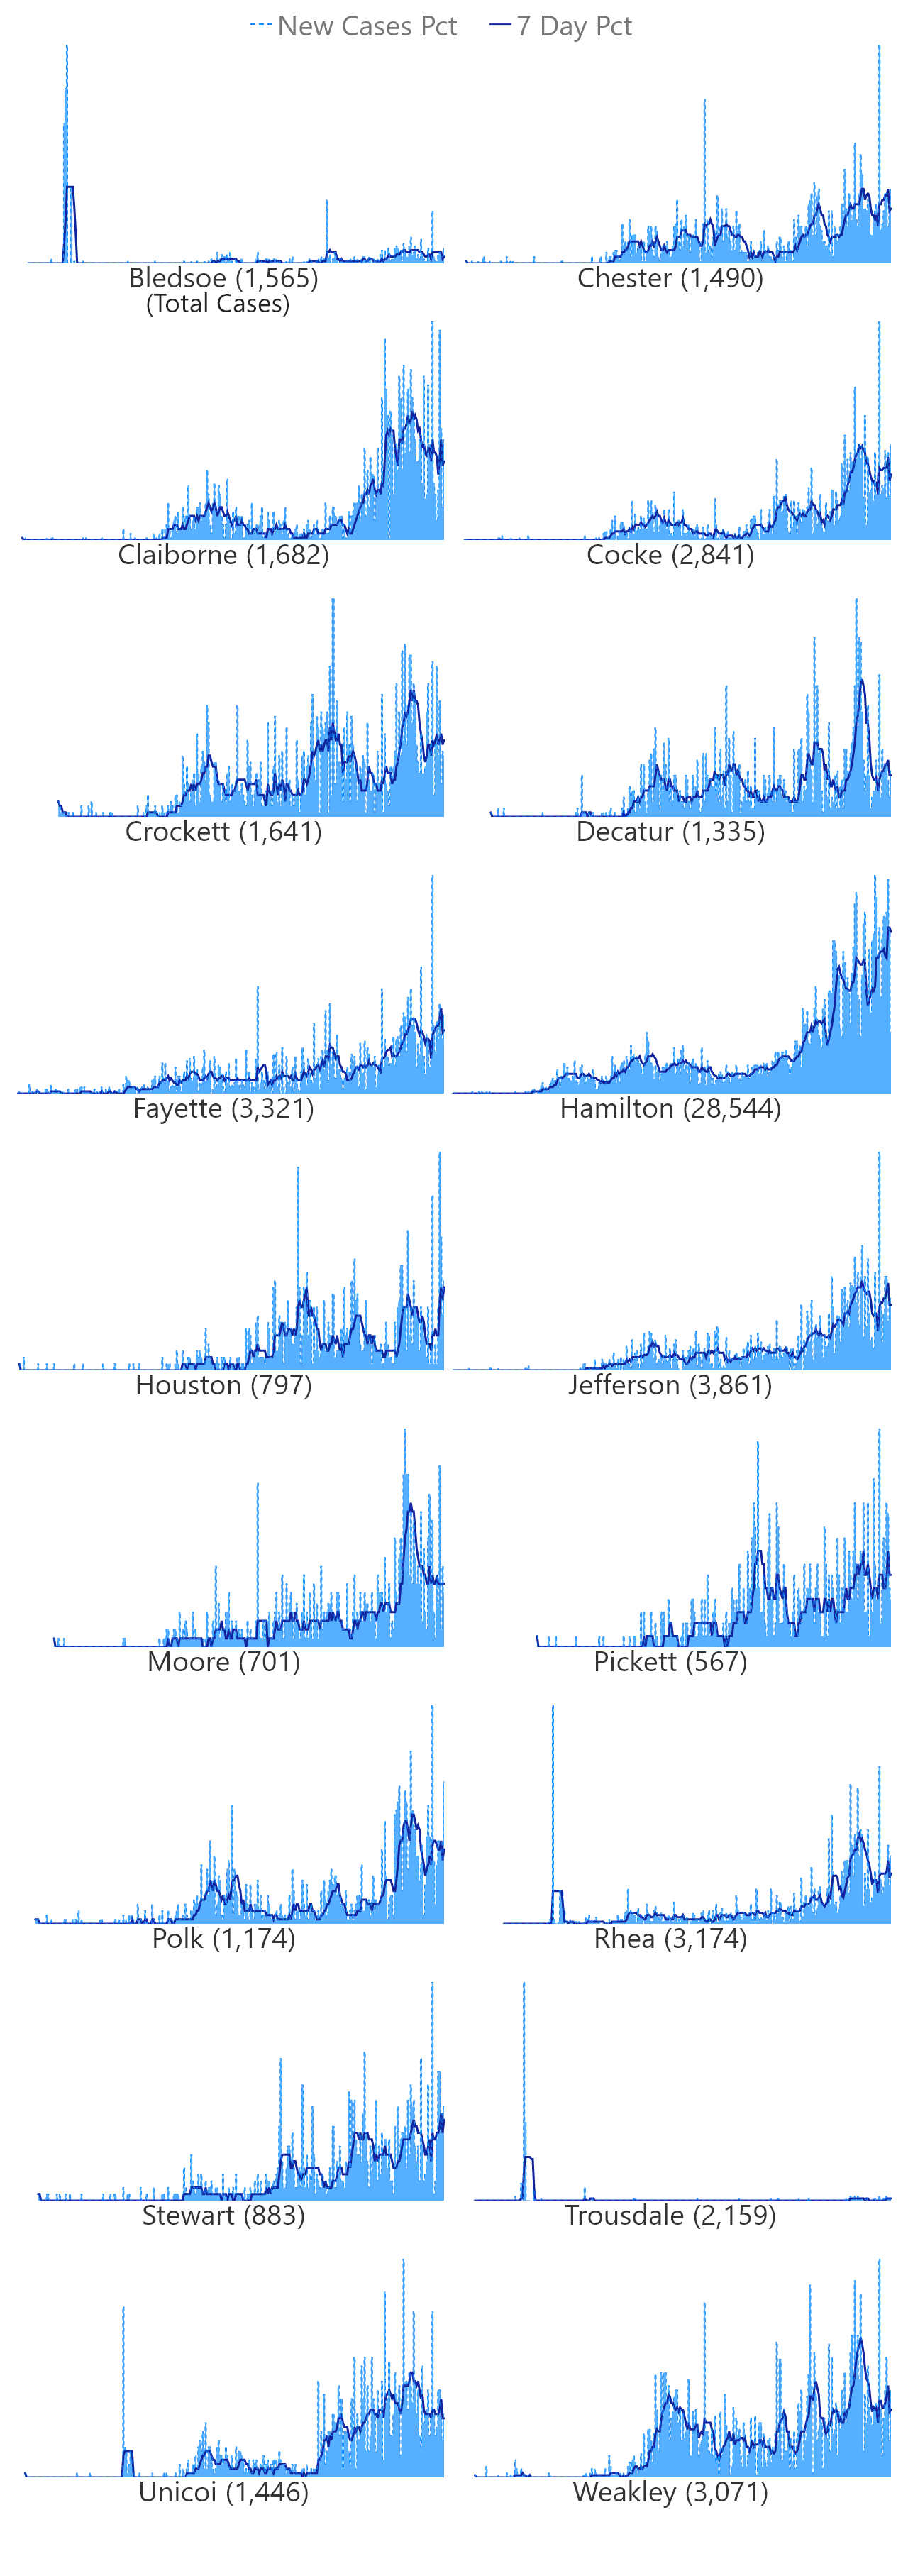 New Cases Pct 7 Day Pct
Bledsoe (1,565) Chester (1,490)
(Total Cases)
Claiborne (1,682) Cocke (2,841)
Crockett (1,641) Decatur (1,335)
Fayette (3,321) Hamilton (28,544)
Houston (797) Jefferson (3,861)
Moore (701) Pickett (567)
Polk (1,174) Rhea (3,174)
Stewart (883) Trousdale (2,159)
Unicoi (1,446) Weakley (3,071)